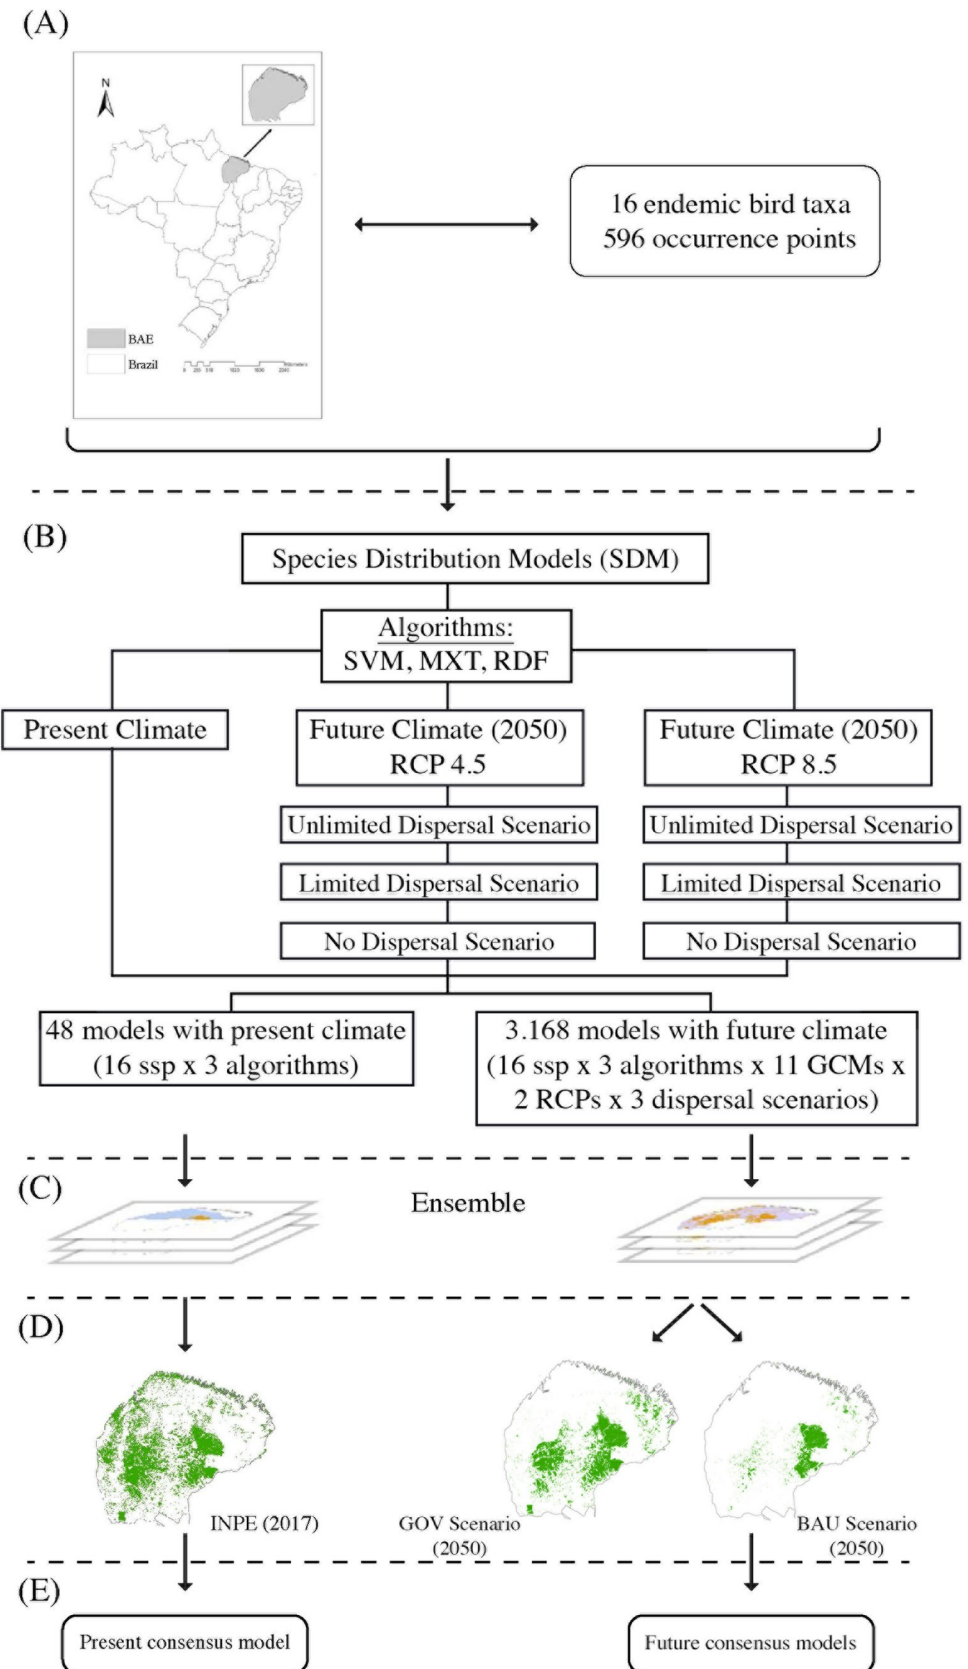 (A)
N
BAE
Brazil
16 endemic bird taxa
596 occurrence points
(B)
Species Distribution Models (SDM)
Algorithms:
SVM, MXT, RDF
Present Climate
Future Climate (2050)
RCP 4.5
Future Climate (2050)
RCP 8.5
Unlimited Dispersal Scenario
Unlimited Dispersal Scenario
Limited Dispersal Scenario
Limited Dispersal Scenario
No Dispersal Scenario
No Dispersal Scenario
48 models with present climate
(16 ssp x 3 algorithms)
3.168 models with future climate
(16 ssp x 3 algorithms x 11 GCMs x
2 RCPs x 3 dispersal scenarios)
(C)
Ensemble
(D)
INPE (2017)
GOV Scenario
(2050)
BAU Scenario
(2050)
(E)
Present consensus model
Future consensus models